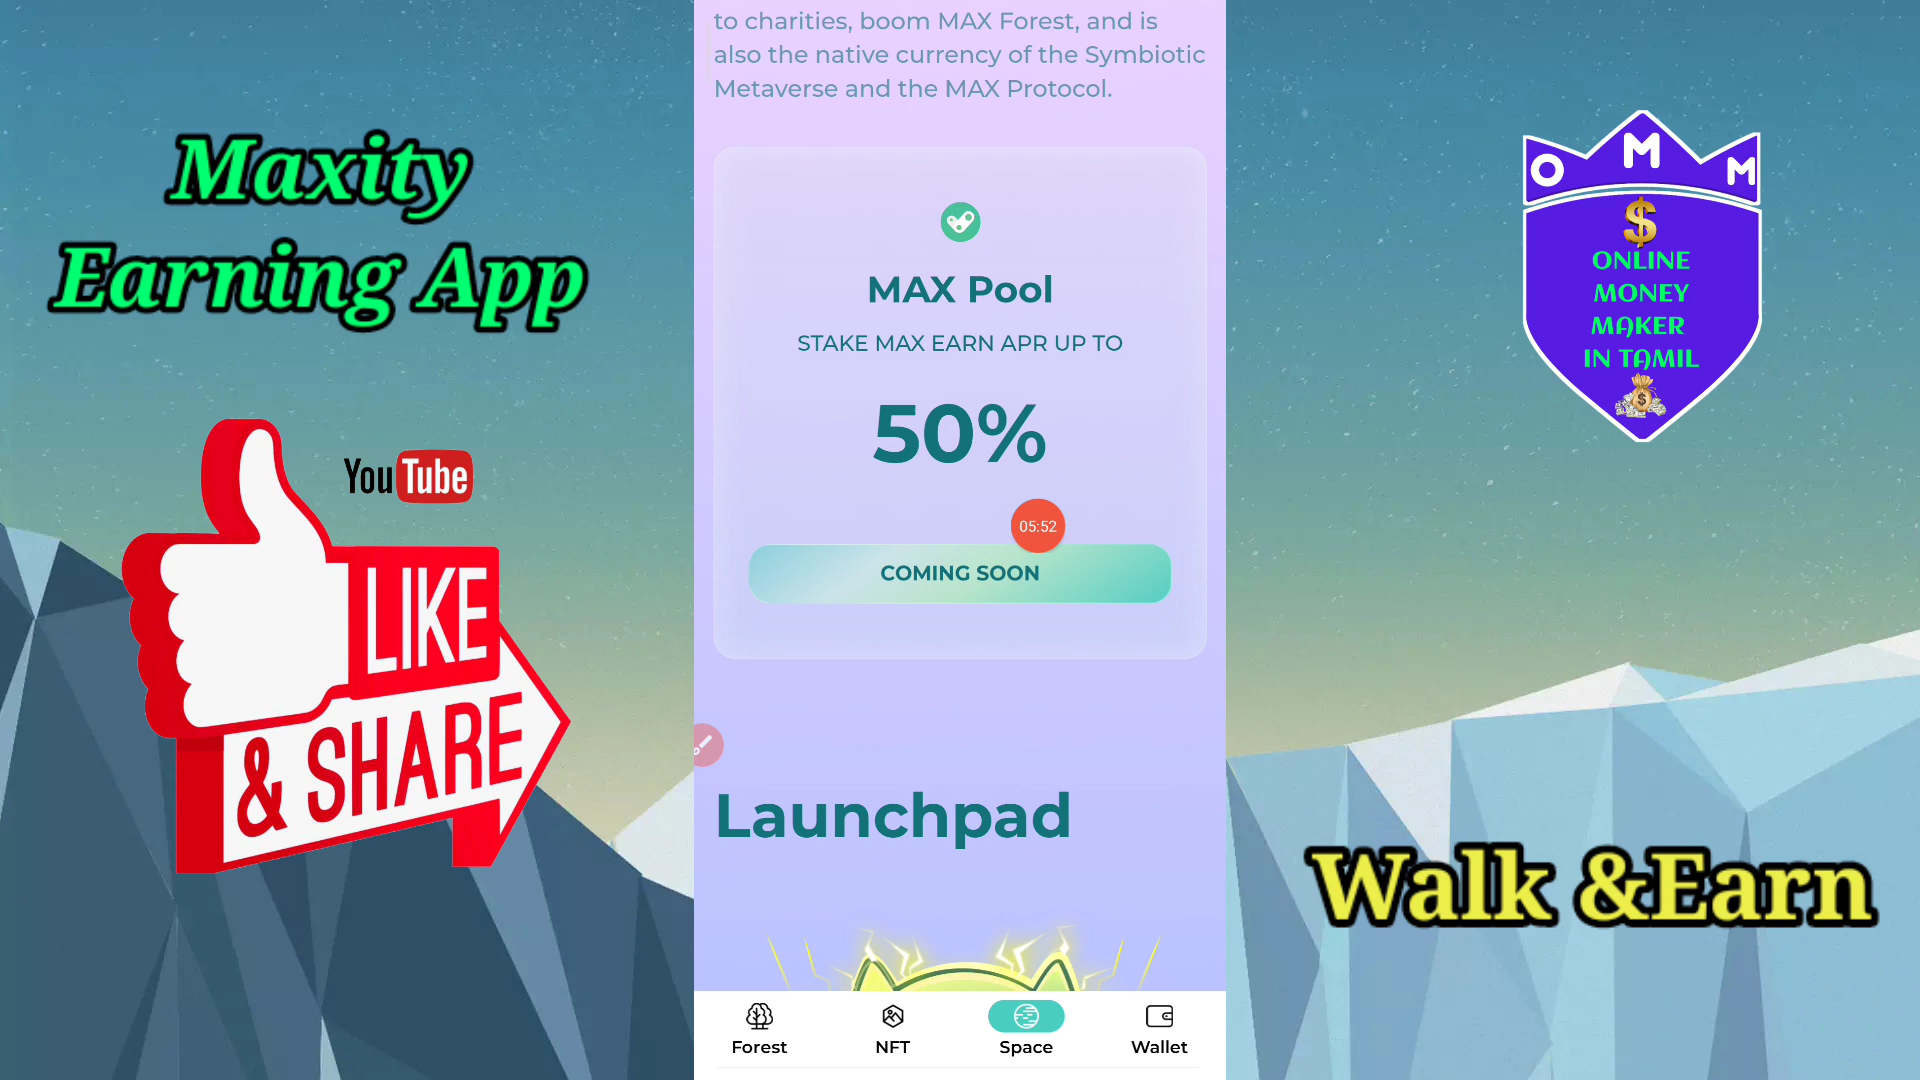 Maxity
Earning App
YouTube
LIKE
& SHARE
to charities, boom MAX Forest, and is
also the native currency of the Symbiotic
Metaverse and the MAX Protocol.
MAX Pool
STAKE MAX EARN APR UP TO
50%
05:52
COMING SOON
Launchpad
Forest
NFT
Space
Wallet
O M M
$
ONLINE
MONEY
MAKER
IN TAMIL
$
Walk &Earn